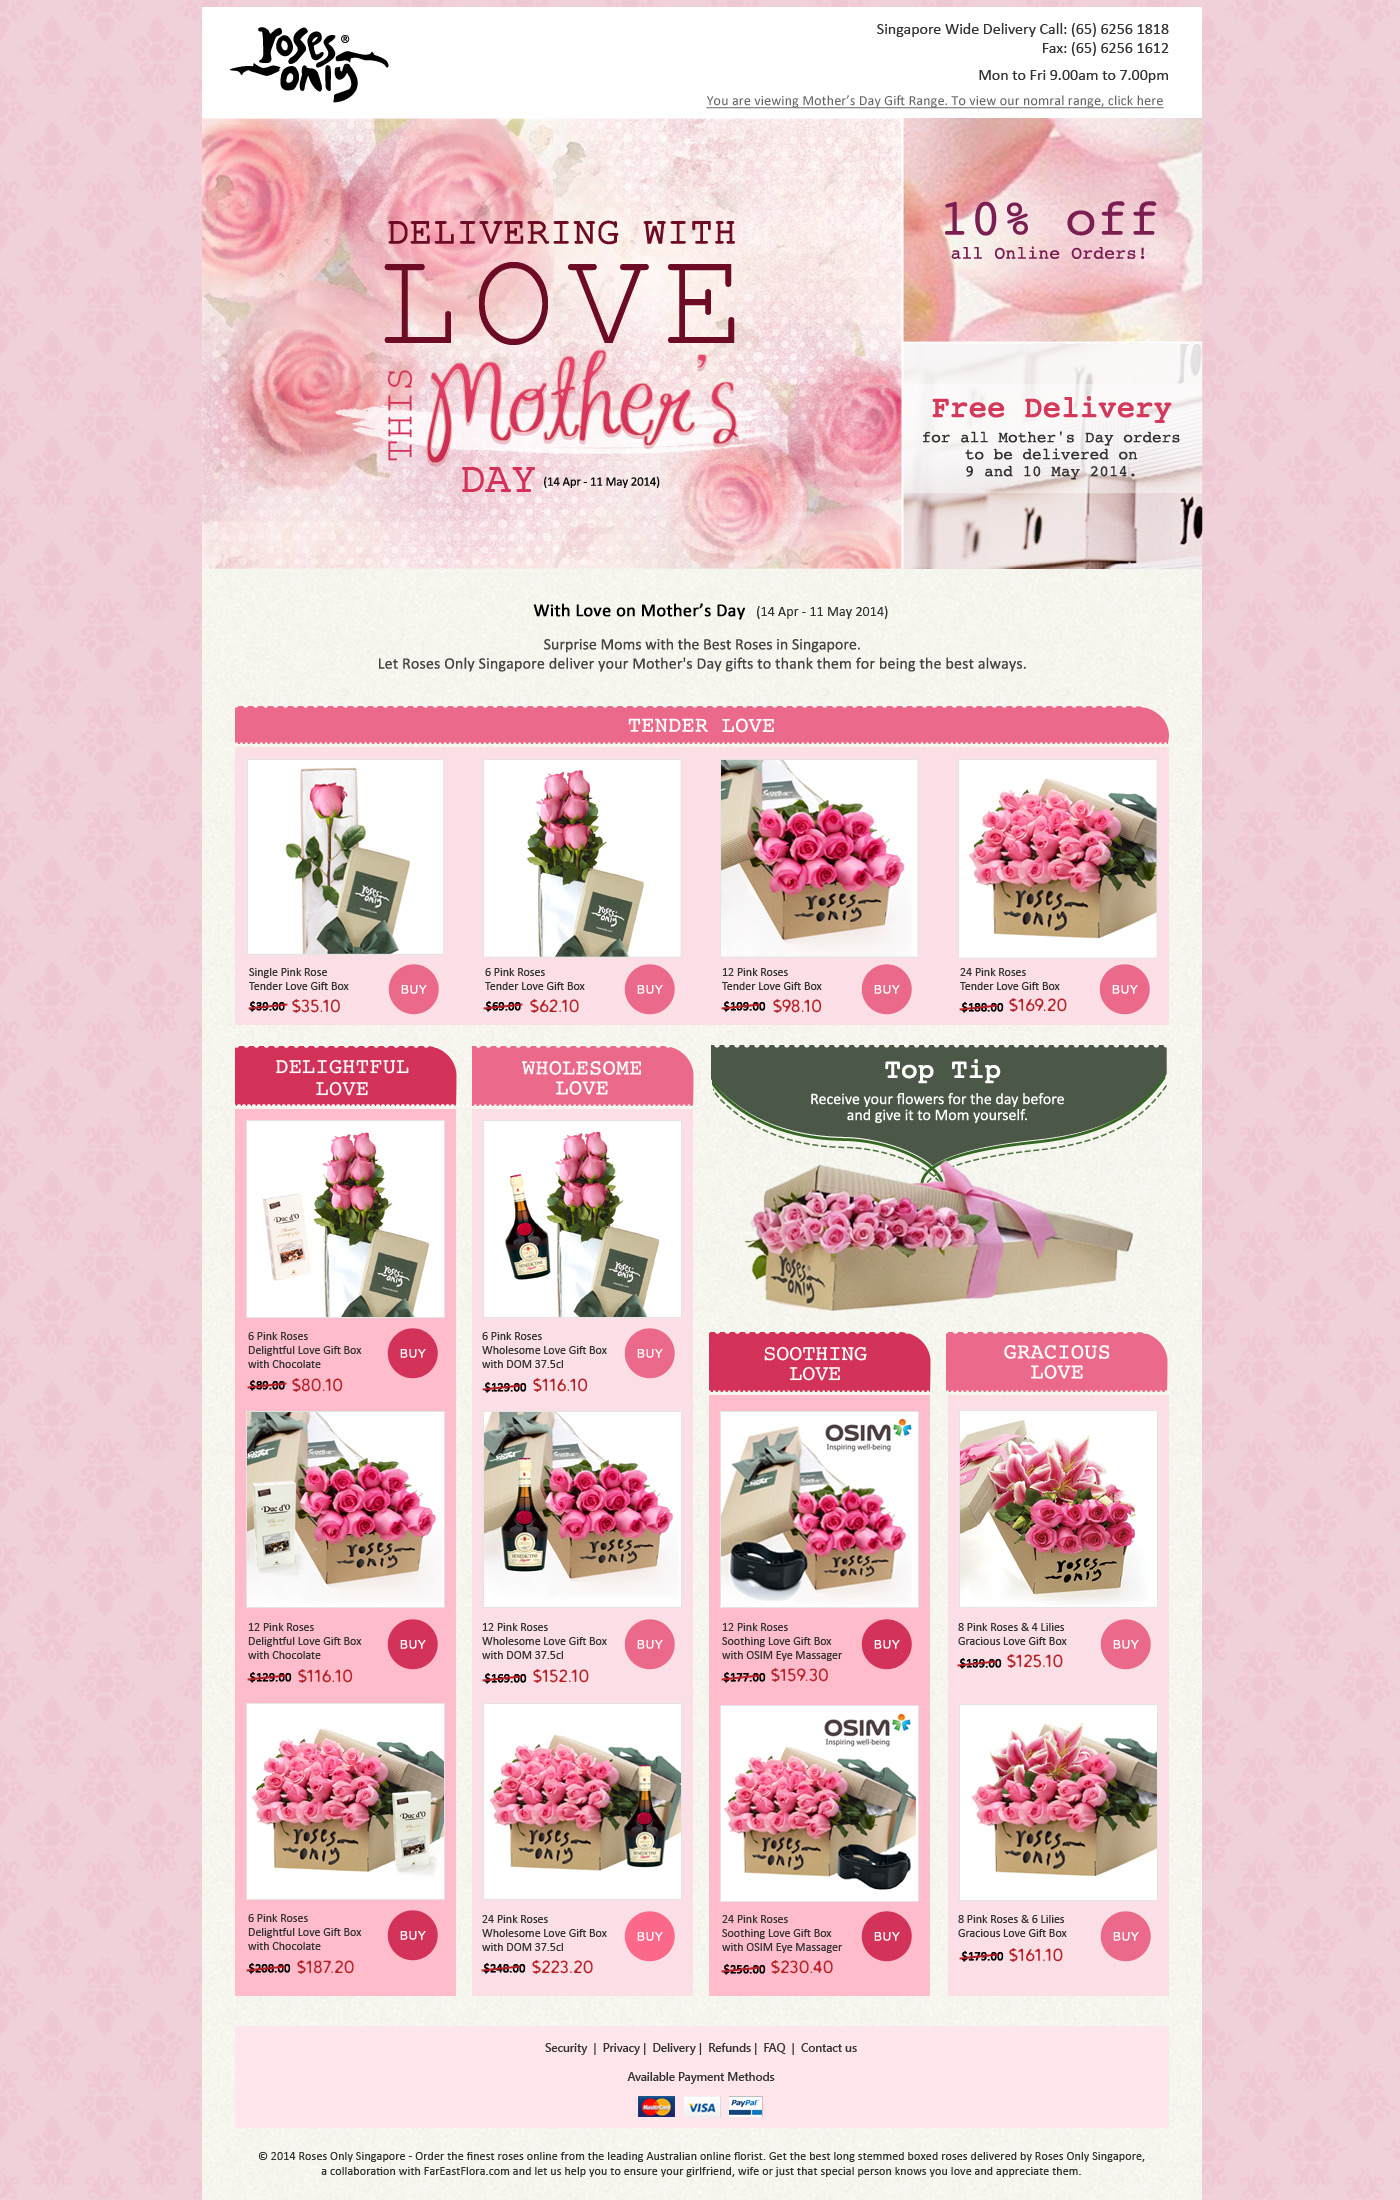 roses®
only
Singapore Wide Delivery Call: (65) 6256 1818
Fax: (65) 6256 1612
Mon to Fri 9.00am to 7.00pm
You are viewing Mother's Day Gift Range. To view our nomral range, click here
DELIVERING WITH
LOVE
THIS Mother's
DAY (14 Apr - 11 May 2014)
10% off
all Online Orders!
Free Delivery
for all Mother's Day orders
to be delivered on
9 and 10 May 2014.
With Love on Mother's Day (14 Apr - 11 May 2014)
Surprise Moms with the Best Roses in Singapore.
Let Roses Only Singapore deliver your Mother's Day gifts to thank them for being the best always.
TENDER LOVE
Single Pink Rose
Tender Love Gift Box
$39.00 $35.10
BUY
6 Pink Roses
Tender Love Gift Box
$69.00 $62.10
BUY
12 Pink Roses
Tender Love Gift Box
$109.00 $98.10
BUY
24 Pink Roses
Tender Love Gift Box
$188.00 $169.20
BUY
DELIGHTFUL
LOVE
6 Pink Roses
Delightful Love Gift Box
with Chocolate
$89.00 $80.10
BUY
12 Pink Roses
Delightful Love Gift Box
with Chocolate
$129.00 $116.10
BUY
6 Pink Roses
Delightful Love Gift Box
with Chocolate
$208.00 $187.20
BUY
WHOLESOME
LOVE
6 Pink Roses
Wholesome Love Gift Box
with DOM 37.5cl
$129.00 $116.10
BUY
12 Pink Roses
Wholesome Love Gift Box
with DOM 37.5cl
$169.00 $152.10
BUY
24 Pink Roses
Wholesome Love Gift Box
with DOM 37.5cl
$248.00 $223.20
BUY
Top Tip
Receive your flowers for the day before
and give it to Mom yourself.
SOOTHING
LOVE
OSIM
Inspiring well-being
12 Pink Roses
Soothing Love Gift Box
with OSIM Eye Massager
$177.00 $159.30
BUY
OSIM
Inspiring well-being
24 Pink Roses
Soothing Love Gift Box
with OSIM Eye Massager
$256.00 $230.40
BUY
GRACIOUS
LOVE
8 Pink Roses & 4 Lilies
Gracious Love Gift Box
$139.00 $125.10
BUY
8 Pink Roses & 6 Lilies
Gracious Love Gift Box
$179.00 $161.10
BUY
Security | Privacy | Delivery | Refunds | FAQ | Contact us
Available Payment Methods
MasterCard VISA PayPal
© 2014 Roses Only Singapore - Order the finest roses online from the leading Australian online florist. Get the best long stemmed boxed roses delivered by Roses Only Singapore,
a collaboration with FarEastFlora.com and let us help you to ensure your girlfriend, wife or just that special person knows you love and appreciate them.